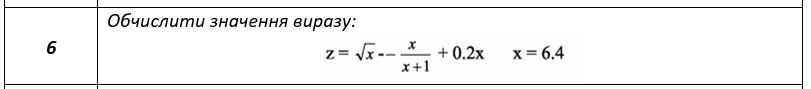 6
Обчислити значення виразу:
z = √x -- x/(x+1) + 0.2x x = 6.4